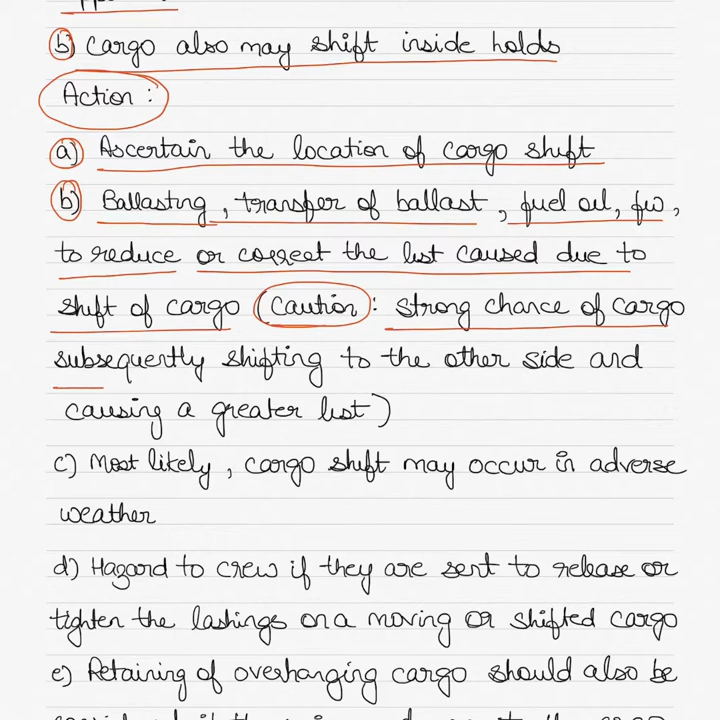 b) Cargo also may shift inside holds
Action :
a) Ascertain the location of cargo shift
b) Ballasting, transfer of ballast, fuel oil, fw,
to reduce or correct the list caused due to
shift of cargo (Caution : strong chance of cargo
subsequently shifting to the other side and
causing a greater list)
c) Most likely, cargo shift may occur in adverse
weather
d) Hazard to crew if they are sent to release or
tighten the lashings on a moving or shifted cargo
e) Retaining of overhanging cargo should also be